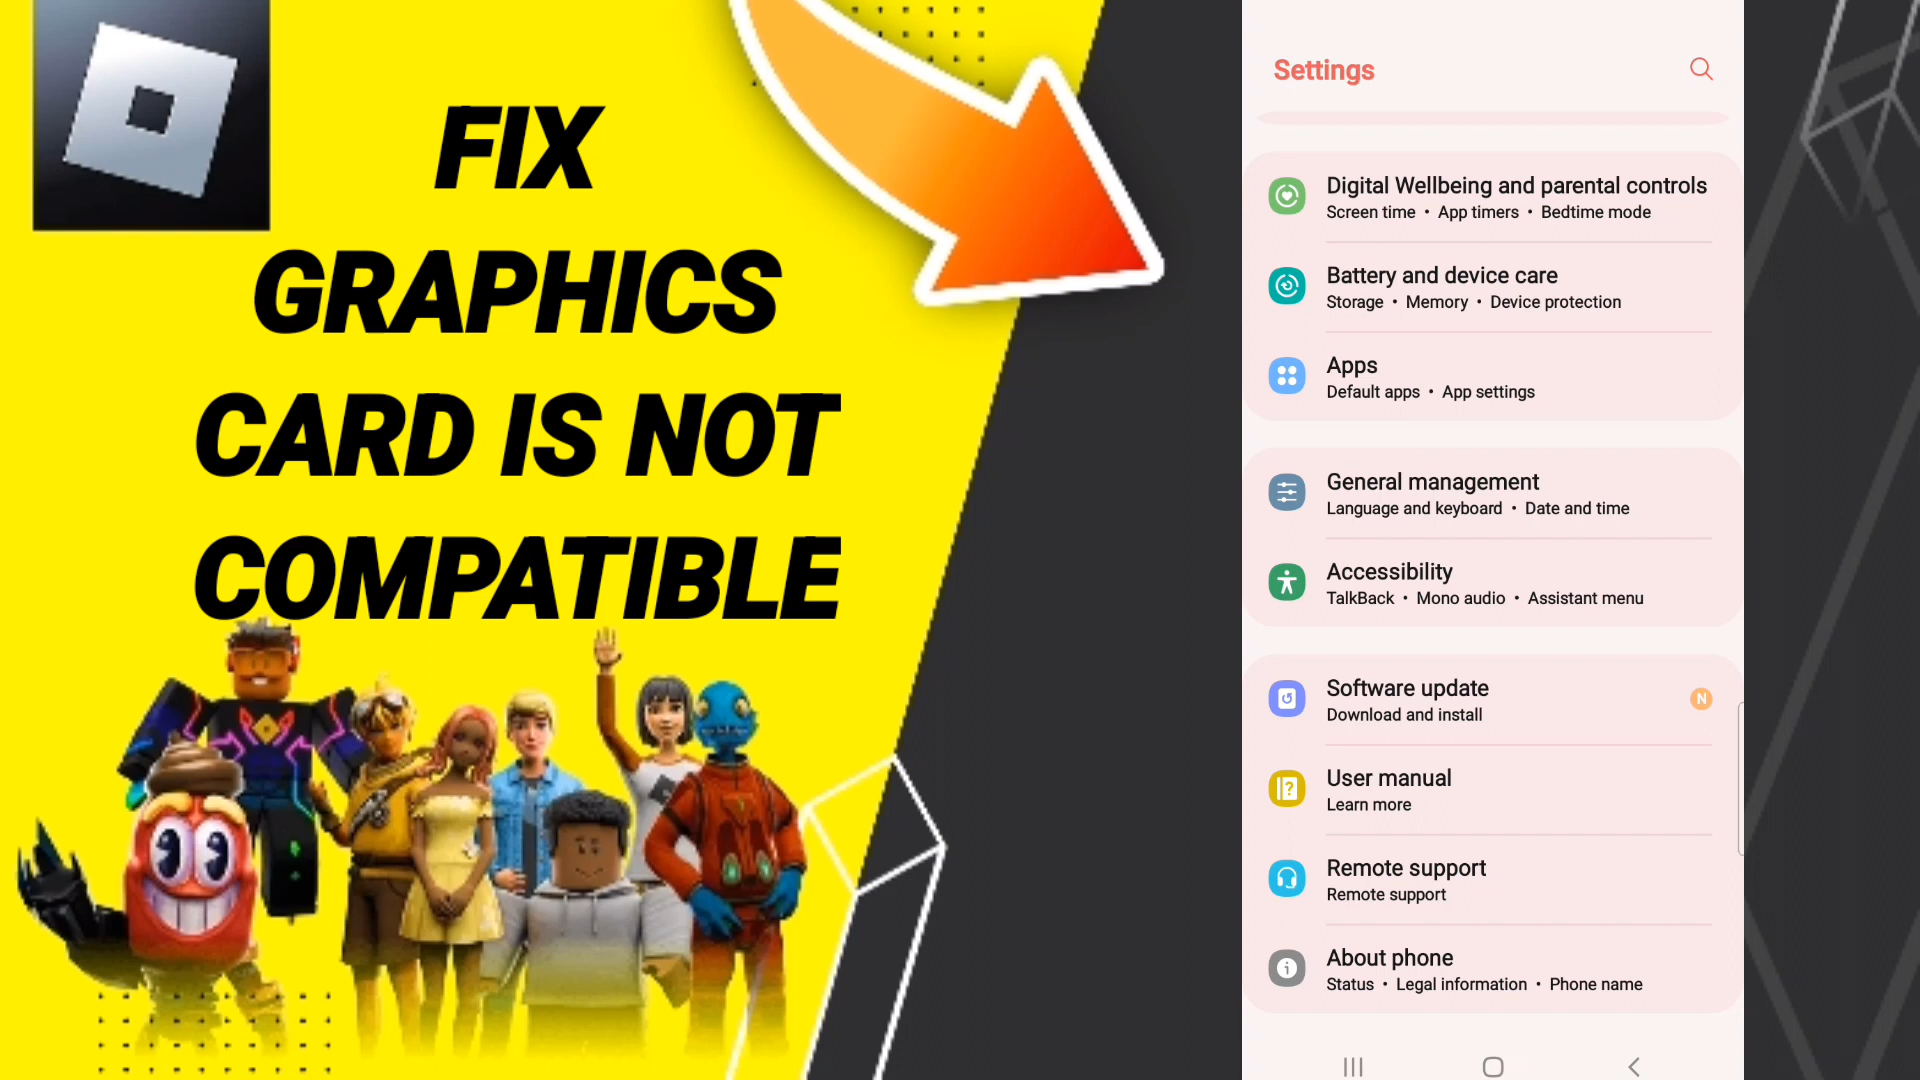 FIX
GRAPHICS
CARD IS NOT
COMPATIBLE
Settings
Digital Wellbeing and parental controls
Screen time • App timers • Bedtime mode
Battery and device care
Storage • Memory • Device protection
Apps
Default apps • App settings
General management
Language and keyboard • Date and time
Accessibility
TalkBack • Mono audio • Assistant menu
Software update
N
Download and install
User manual
Learn more
Remote support
Remote support
About phone
Status • Legal information • Phone name